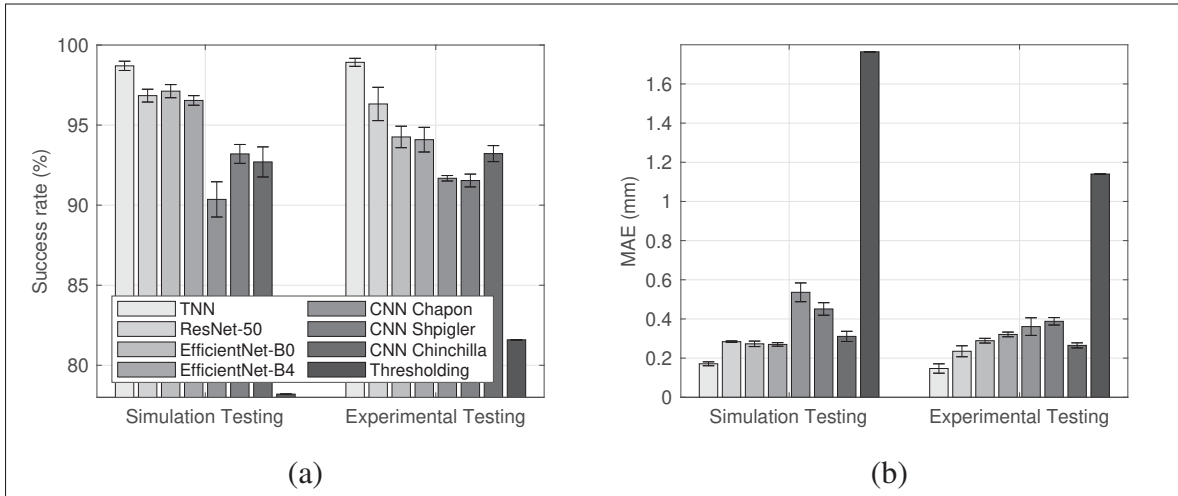 100
95
90
85
80
Success rate (%)
TNN
ResNet-50
EfficientNet-B0
EfficientNet-B4
CNN Chapon
CNN Shpigler
CNN Chinchilla
Thresholding
Simulation Testing
Experimental Testing
(a)
1.6
1.4
1.2
1
0.8
0.6
0.4
0.2
0
MAE (mm)
Simulation Testing
Experimental Testing
(b)